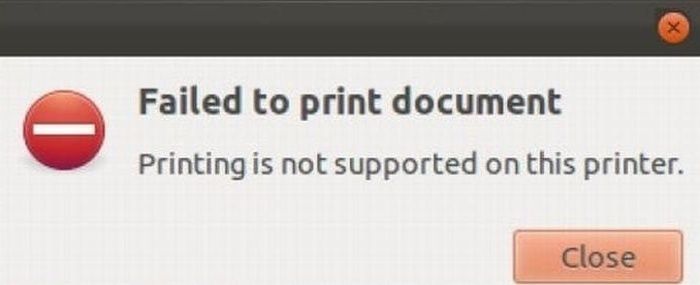 Failed to print document
Printing is not supported on this printer.
Close